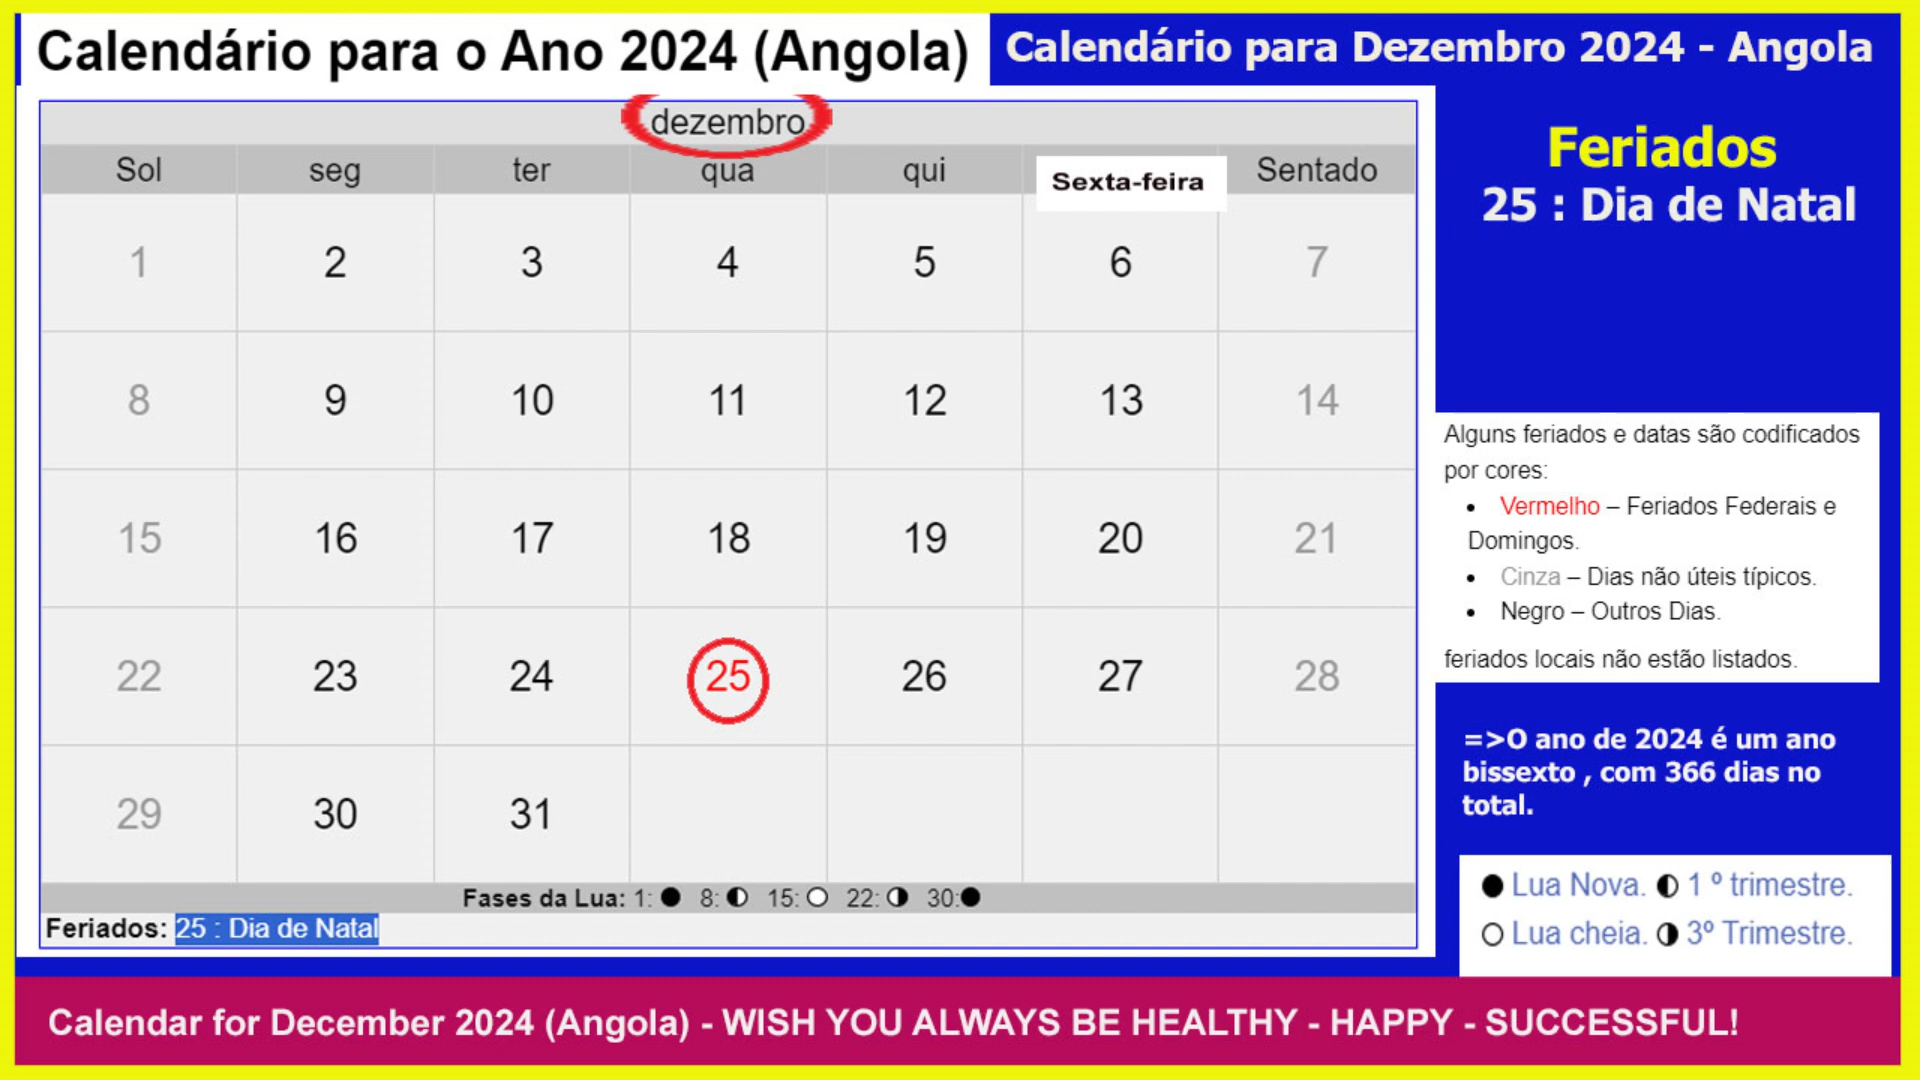 Calendário para o Ano 2024 (Angola)
Calendário para Dezembro 2024 - Angola
dezembro
Sol seg ter qua qui Sexta-feira Sentado
1 2 3 4 5 6 7
8 9 10 11 12 13 14
15 16 17 18 19 20 21
22 23 24 25 26 27 28
29 30 31
Fases da Lua: 1: 8: 15: 22: 30:
Feriados: 25 : Dia de Natal
Feriados
25 : Dia de Natal
Alguns feriados e datas são codificados
por cores:
• Vermelho – Feriados Federais e
Domingos.
• Cinza – Dias não úteis típicos.
• Negro – Outros Dias.
feriados locais não estão listados.
=>O ano de 2024 é um ano
bissexto , com 366 dias no
total.
Lua Nova. 1 º trimestre.
Lua cheia. 3º Trimestre.
Calendar for December 2024 (Angola) - WISH YOU ALWAYS BE HEALTHY - HAPPY - SUCCESSFUL!